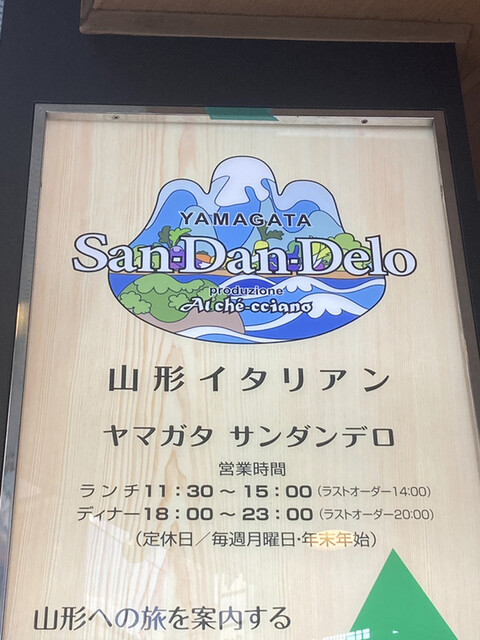 YAMAGATA
San-Dan-Delo
produzione
Al ché-cciano
山形イタリアン
ヤマガタ サンダンデロ
営業時間
ランチ11：30〜15：00（ラストオーダー14:00）
ディナー18：00〜23：00（ラストオーダー20:00）
（定休日／毎週月曜日・年末年始）
山形への旅を案内する